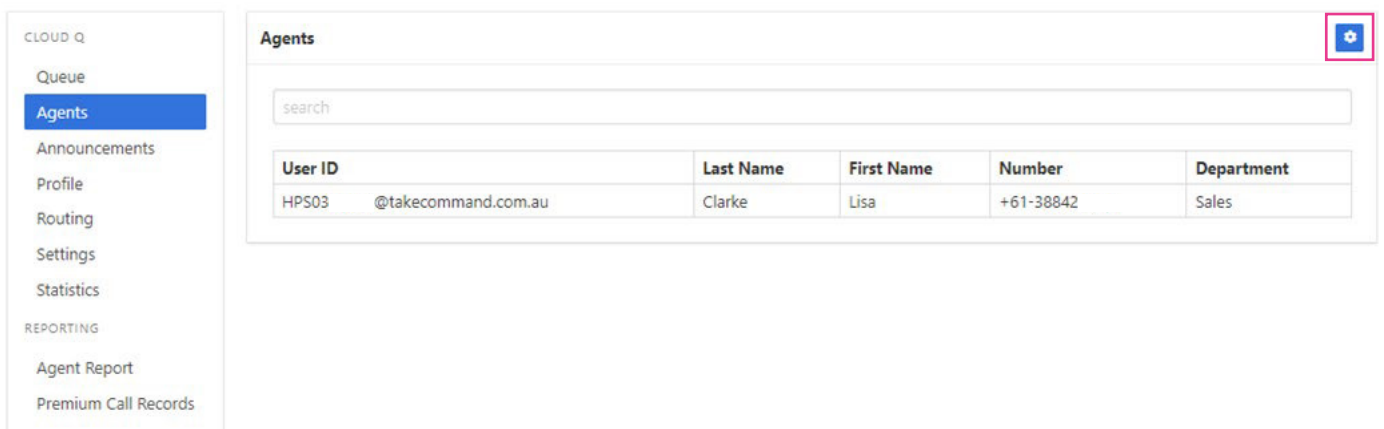 CLOUD Q
Queue
Agents
Announcements
Profile
Routing
Settings
Statistics
REPORTING
Agent Report
Premium Call Records
Agents
search
User ID Last Name First Name Number Department
HPS03 @takecommand.com.au Clarke Lisa +61-38842 Sales